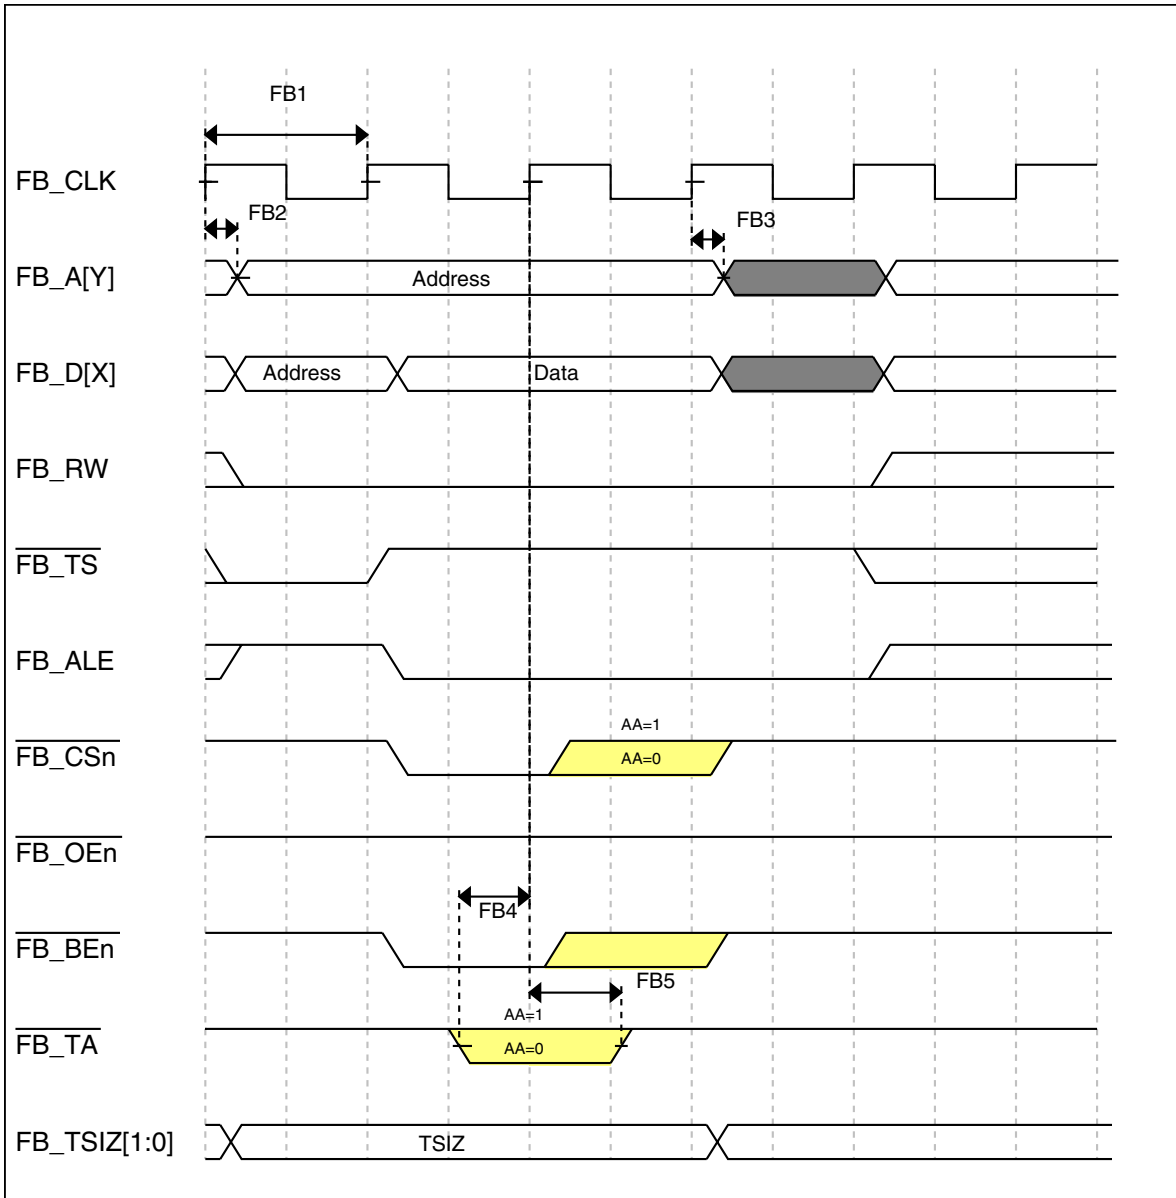 FB1
FB_CLK
FB2
FB3
FB_A[Y]
Address
FB_D[X]
Address
Data
FB_RW
FB_TS
FB_ALE
AA=1
FB_CSn
AA=0
FB_OEn
FB4
FB_BEn
FB5
AA=1
FB_TA
AA=0
FB_TSIZ[1:0]
TSIZ